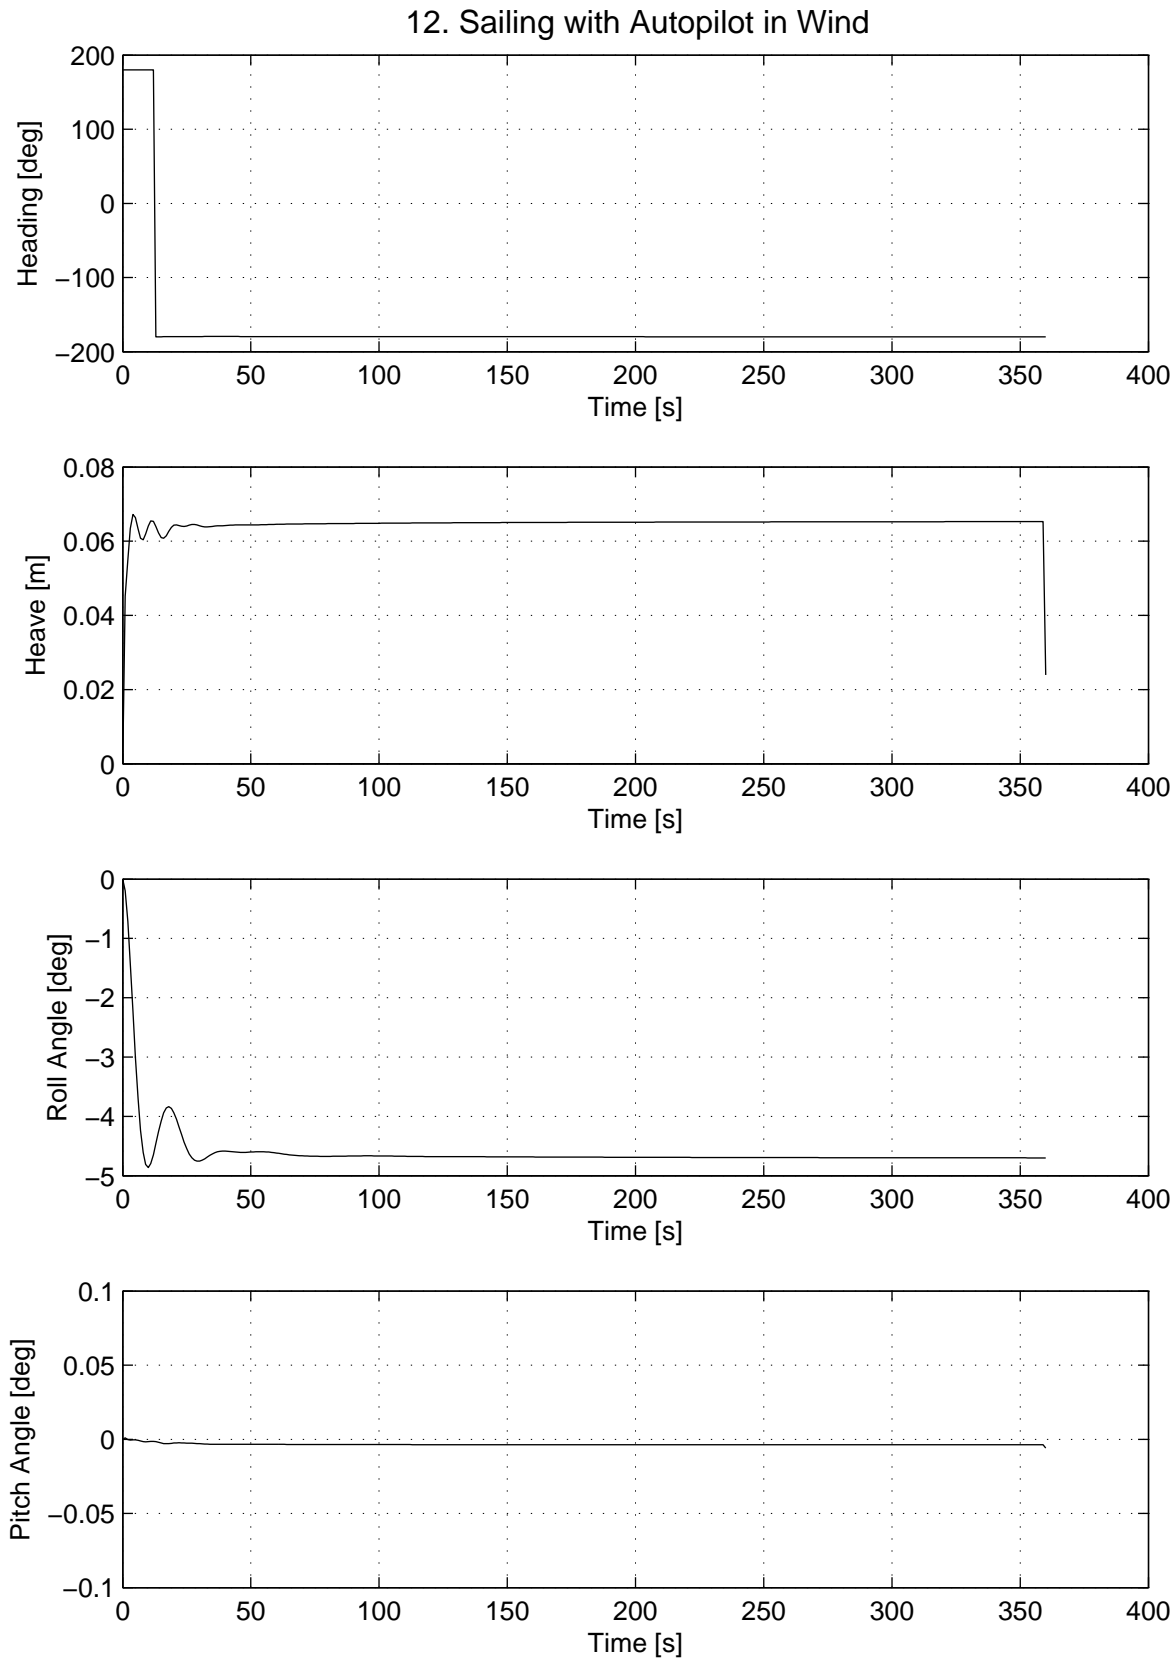 12. Sailing with Autopilot in Wind
Heading [deg]
200
100
0
−100
−200
0 50 100 150 200 250 300 350 400
Time [s]
Heave [m]
0.08
0.06
0.04
0.02
0
0 50 100 150 200 250 300 350 400
Time [s]
Roll Angle [deg]
0
−1
−2
−3
−4
−5
0 50 100 150 200 250 300 350 400
Time [s]
Pitch Angle [deg]
0.1
0.05
0
−0.05
−0.1
0 50 100 150 200 250 300 350 400
Time [s]